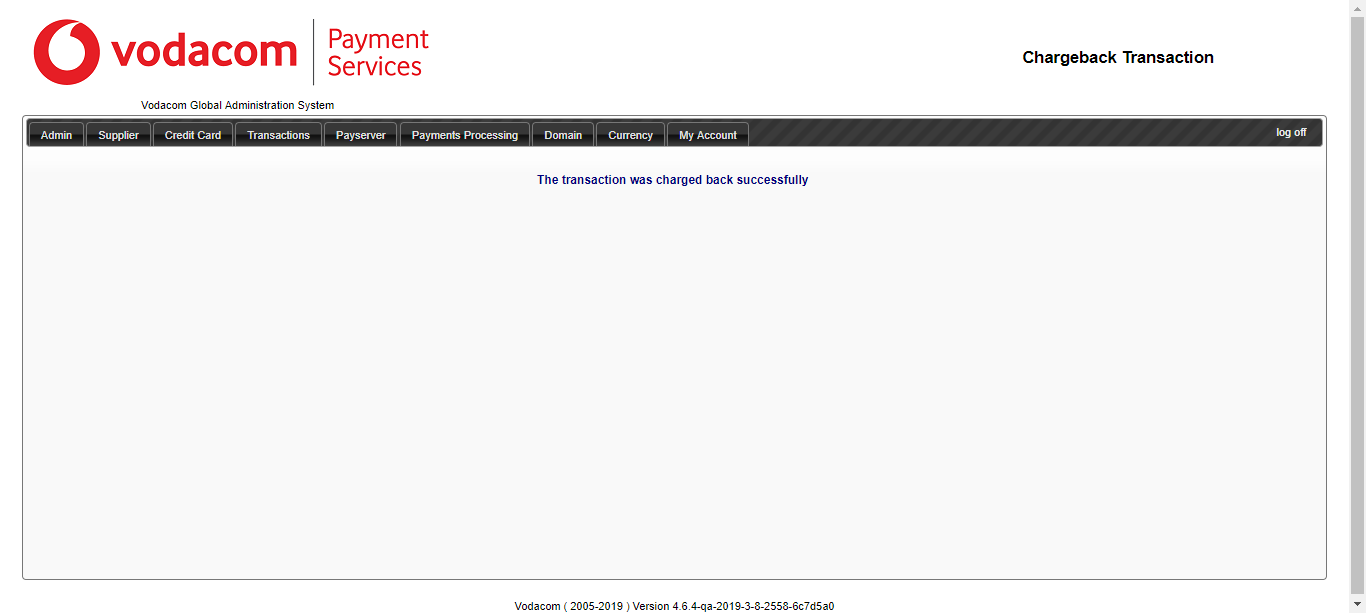 vodacom
Payment
Services
Chargeback Transaction
Vodacom Global Administration System
Admin Supplier Credit Card Transactions Payserver Payments Processing Domain Currency My Account log off
The transaction was charged back successfully
Vodacom ( 2005-2019 ) Version 4.6.4-qa-2019-3-8-2558-6c7d5a0